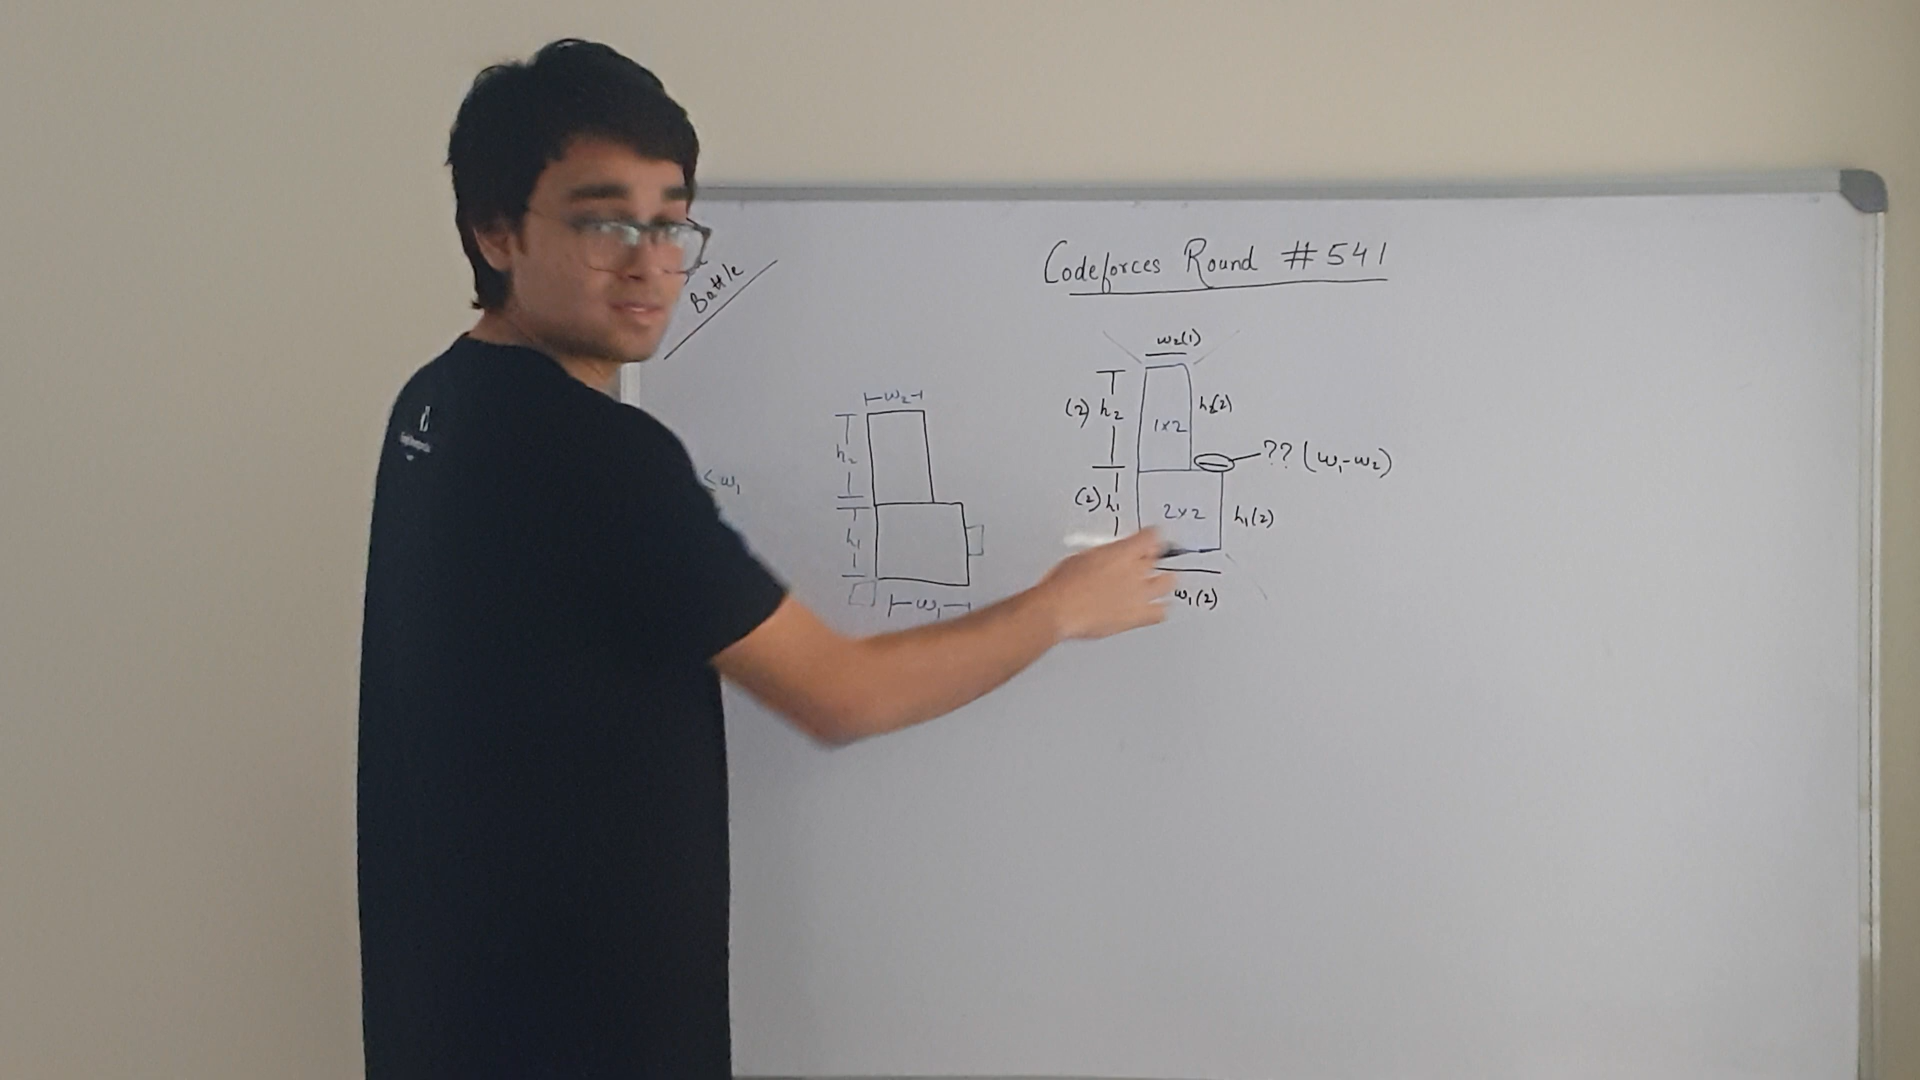 Battle
Codeforces Round #541
< w₁
w₂
h₂
h₁
w₁
w₂(1)
(2) h₂
h₂(2)
1x2
?? (w₁-w₂)
(2) h₁
2x2
h₁(2)
w₁(2)